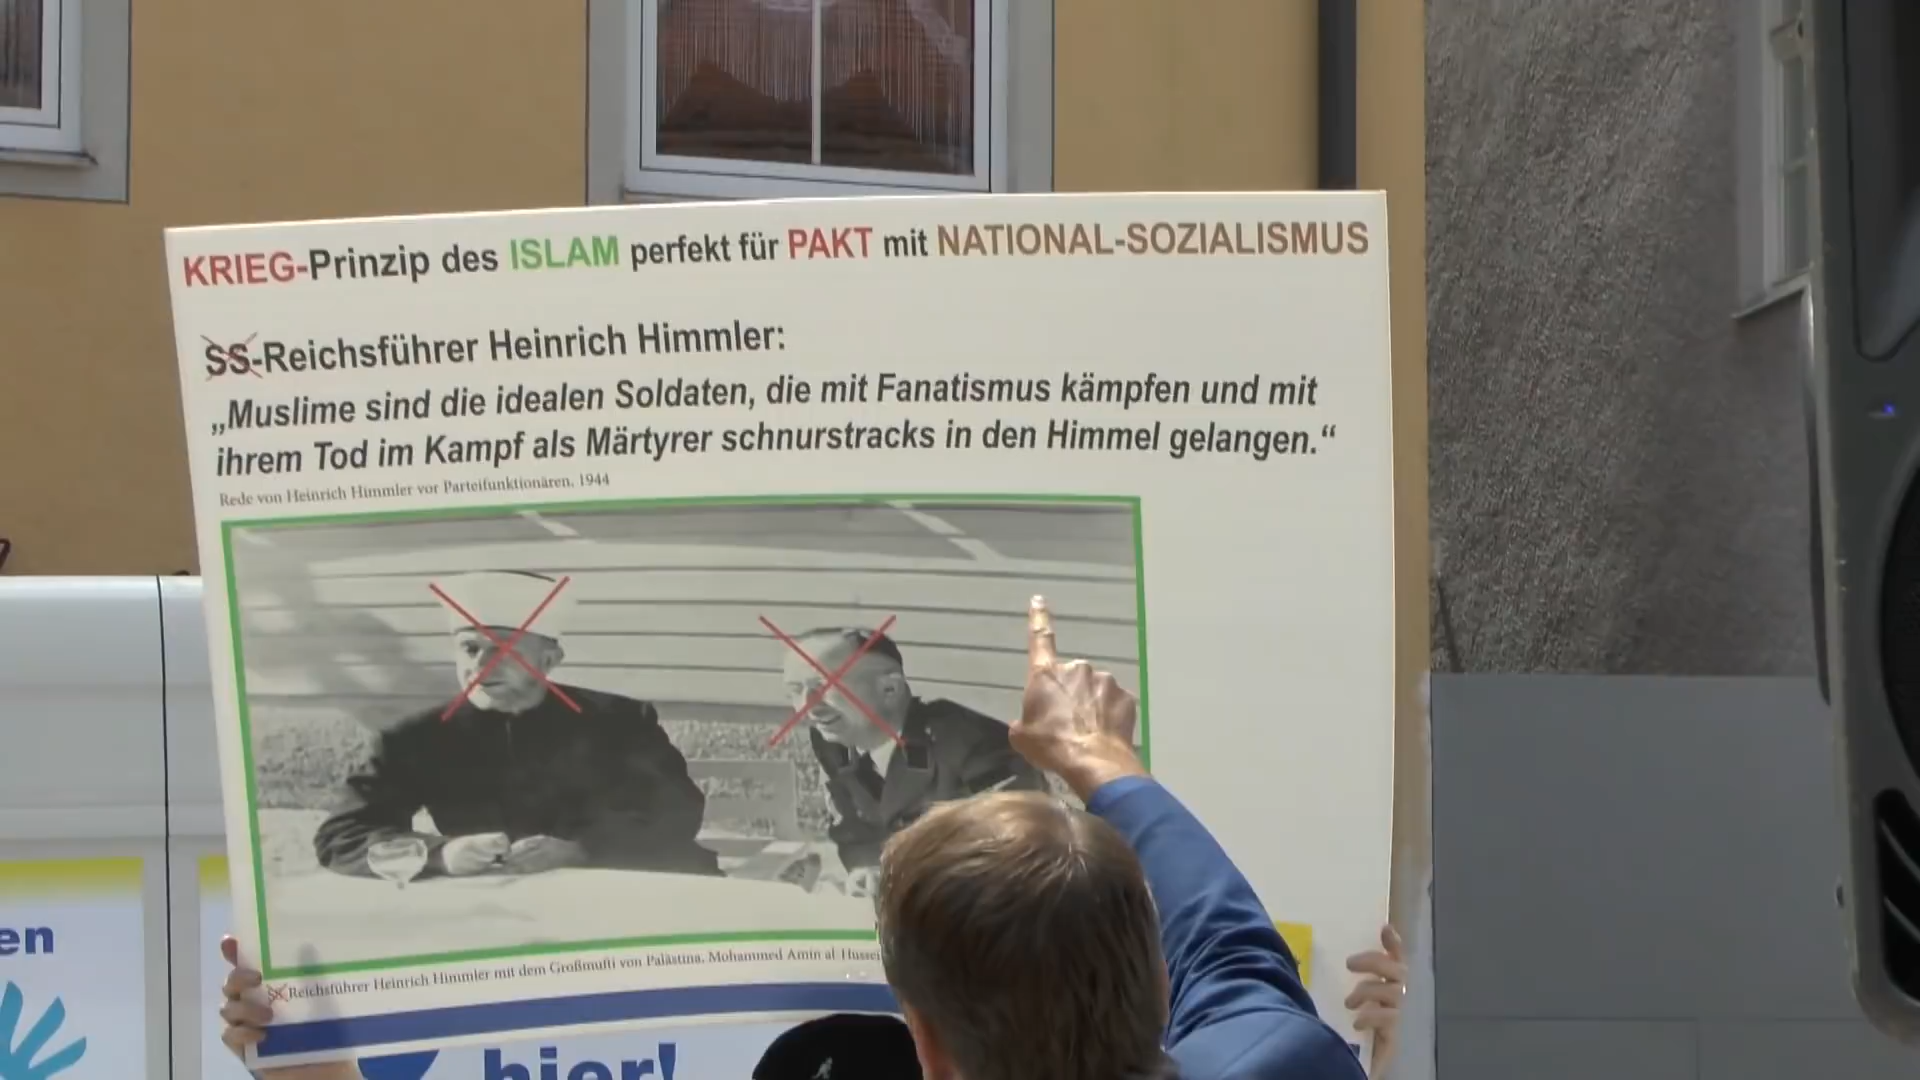 KRIEG-Prinzip des ISLAM perfekt für PAKT mit NATIONAL-SOZIALISMUS
SS-Reichsführer Heinrich Himmler:
„Muslime sind die idealen Soldaten, die mit Fanatismus kämpfen und mit
ihrem Tod im Kampf als Märtyrer schnurstracks in den Himmel gelangen.“
Rede von Heinrich Himmler vor Parteifunktionären, 1944
SS Reichsführer Heinrich Himmler mit dem Großmufti von Palästina, Mohammed Amin al
en
hier!